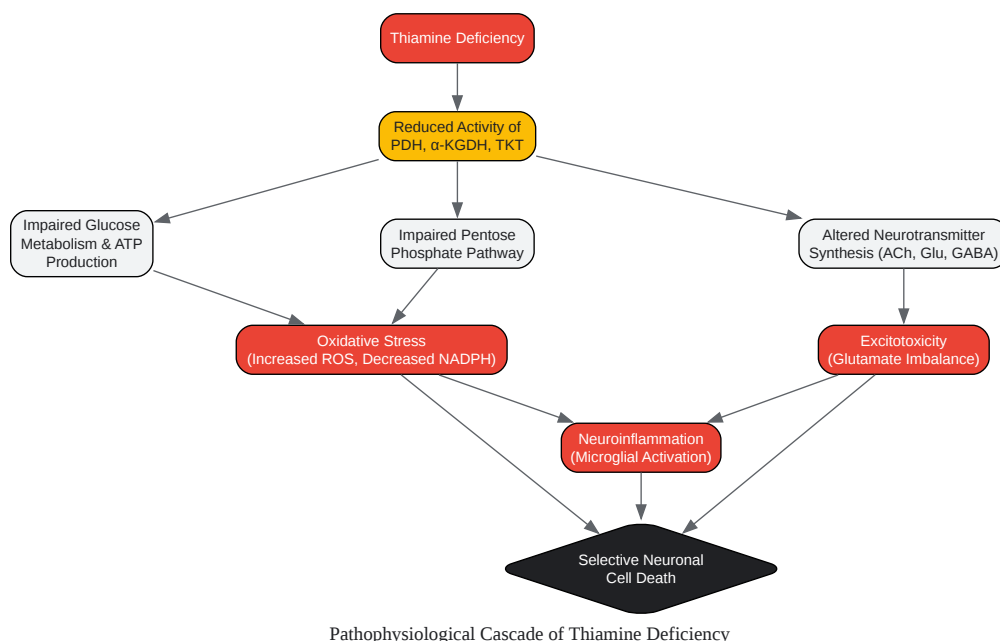 Thiamine Deficiency
Reduced Activity of
PDH, α-KGDH, TKT
Impaired Glucose
Metabolism & ATP
Production
Impaired Pentose
Phosphate Pathway
Altered Neurotransmitter
Synthesis (ACh, Glu, GABA)
Oxidative Stress
(Increased ROS, Decreased NADPH)
Excitotoxicity
(Glutamate Imbalance)
Neuroinflammation
(Microglial Activation)
Selective Neuronal
Cell Death
Pathophysiological Cascade of Thiamine Deficiency